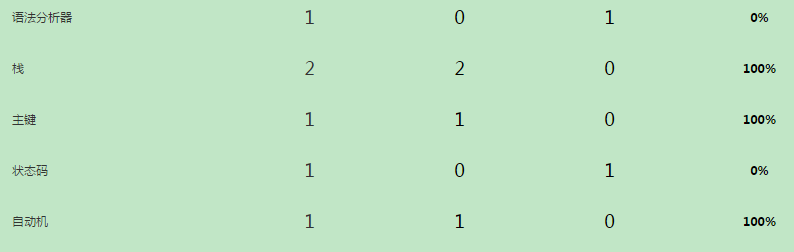 语法分析器 1 0 1 0%
栈 2 2 0 100%
主键 1 1 0 100%
状态码 1 0 1 0%
自动机 1 1 0 100%